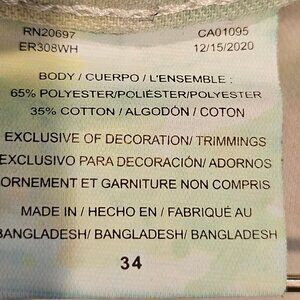 RN20697 CA01095
ER308WH 12/15/2020
BODY / CUERPO / L'ENSEMBLE :
65% POLYESTER/POLIÉSTER/POLYESTER
35% COTTON / ALGODÓN / COTON
EXCLUSIVE OF DECORATION/ TRIMMINGS
EXCLUSIVO PARA DECORACIÓN/ ADORNOS
ORNEMENT ET GARNITURE NON COMPRIS
MADE IN / HECHO EN / FABRIQUÉ AU
BANGLADESH/ BANGLADESH/ BANGLADESH
34